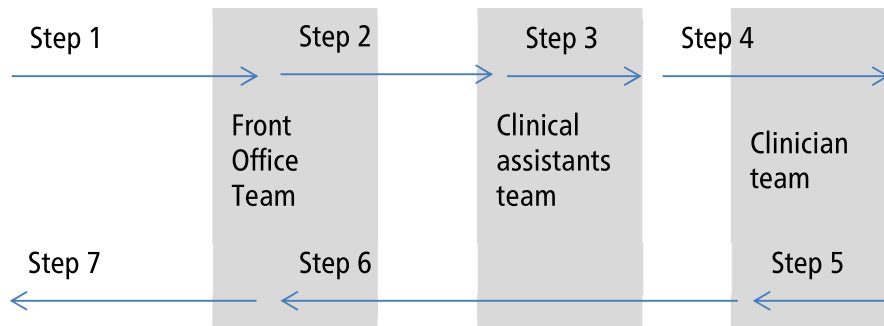 Step 1
Step 2
Step 3
Step 4
Front
Office
Team
Clinical
assistants
team
Clinician
team
Step 7
Step 6
Step 5